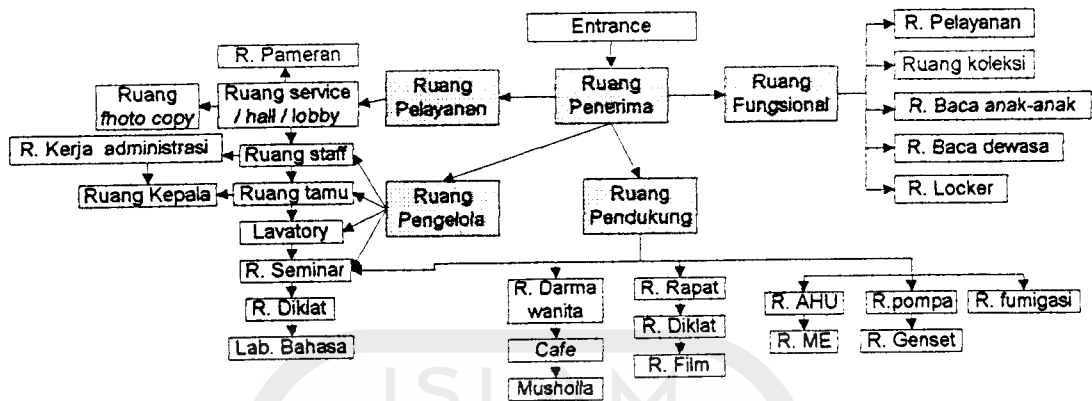 Entrance
R. Pameran
Ruang
fhoto copy
Ruang service
/ hall / lobby
Ruang
Pelayanan
Ruang
Penerima
Ruang
Fungsional
R. Pelayanan
Ruang koleksi
R. Baca anak-anak
R. Baca dewasa
R. Locker
R. Kerja administrasi
Ruang staff
Ruang Kepala
Ruang tamu
Lavatory
R. Seminar
R. Diklat
Lab. Bahasa
Ruang
Pengelola
Ruang
Pendukung
R. Darma
wanita
Cafe
Musholla
R. Rapat
R. Diklat
R. Film
R. AHU
R. ME
R.pompa
R. Genset
R. fumigasi
ISLAM